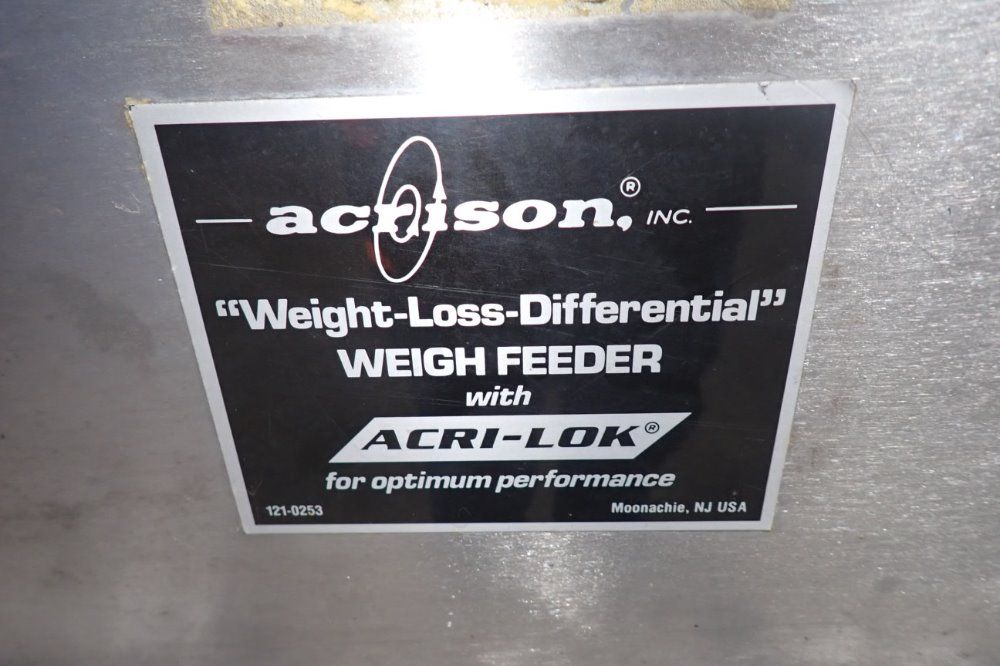 acrison,® INC.
“Weight-Loss-Differential”
WEIGH FEEDER
with
ACRI-LOK®
for optimum performance
121-0253 Moonachie, NJ USA